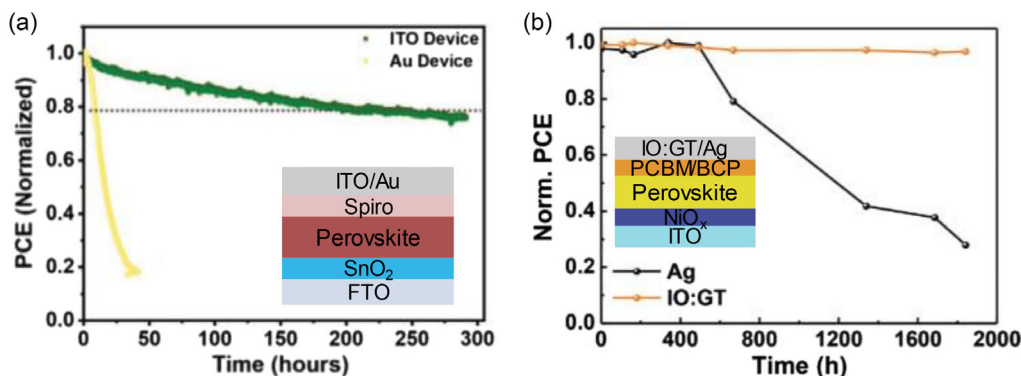 (a)
PCE (Normalized)
1.0
0.8
0.6
0.4
0.2
0.0
ITO Device
Au Device
ITO/Au
Spiro
Perovskite
SnO₂
FTO
0 50 100 150 200 250 300
Time (hours)
(b)
Norm. PCE
1.0
0.8
0.6
0.4
0.2
0.0
IO:GT/Ag
PCBM/BCP
Perovskite
NiOₓ
ITO
Ag
IO:GT
0 400 800 1200 1600 2000
Time (h)